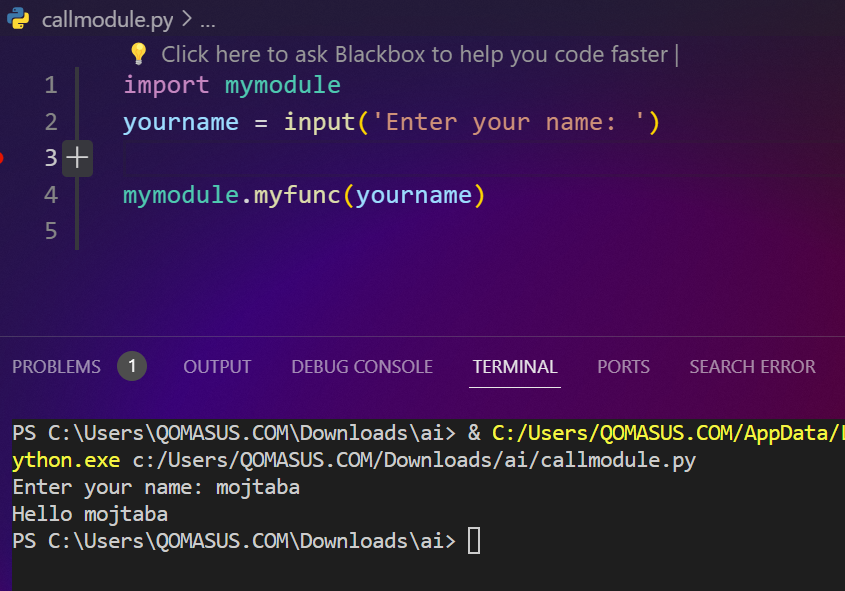 callmodule.py > ...
Click here to ask Blackbox to help you code faster |
1 import mymodule
2 yourname = input('Enter your name: ')
3
4 mymodule.myfunc(yourname)
5
PROBLEMS 1 OUTPUT DEBUG CONSOLE TERMINAL PORTS SEARCH ERROR
PS C:\Users\QOMASUS.COM\Downloads\ai> & C:/Users/QOMASUS.COM/AppData/
ython.exe c:/Users/QOMASUS.COM/Downloads/ai/callmodule.py
Enter your name: mojtaba
Hello mojtaba
PS C:\Users\QOMASUS.COM\Downloads\ai>